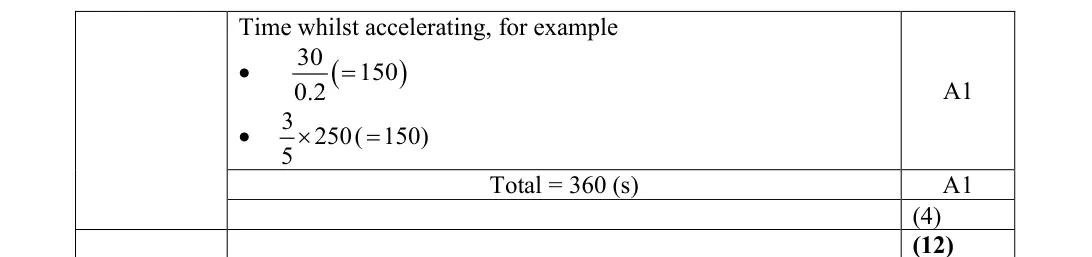 Time whilst accelerating, for example
• 30/0.2 (=150)
A1
• 3/5 ×250(=150)
Total = 360 (s)  A1
(4)
(12)